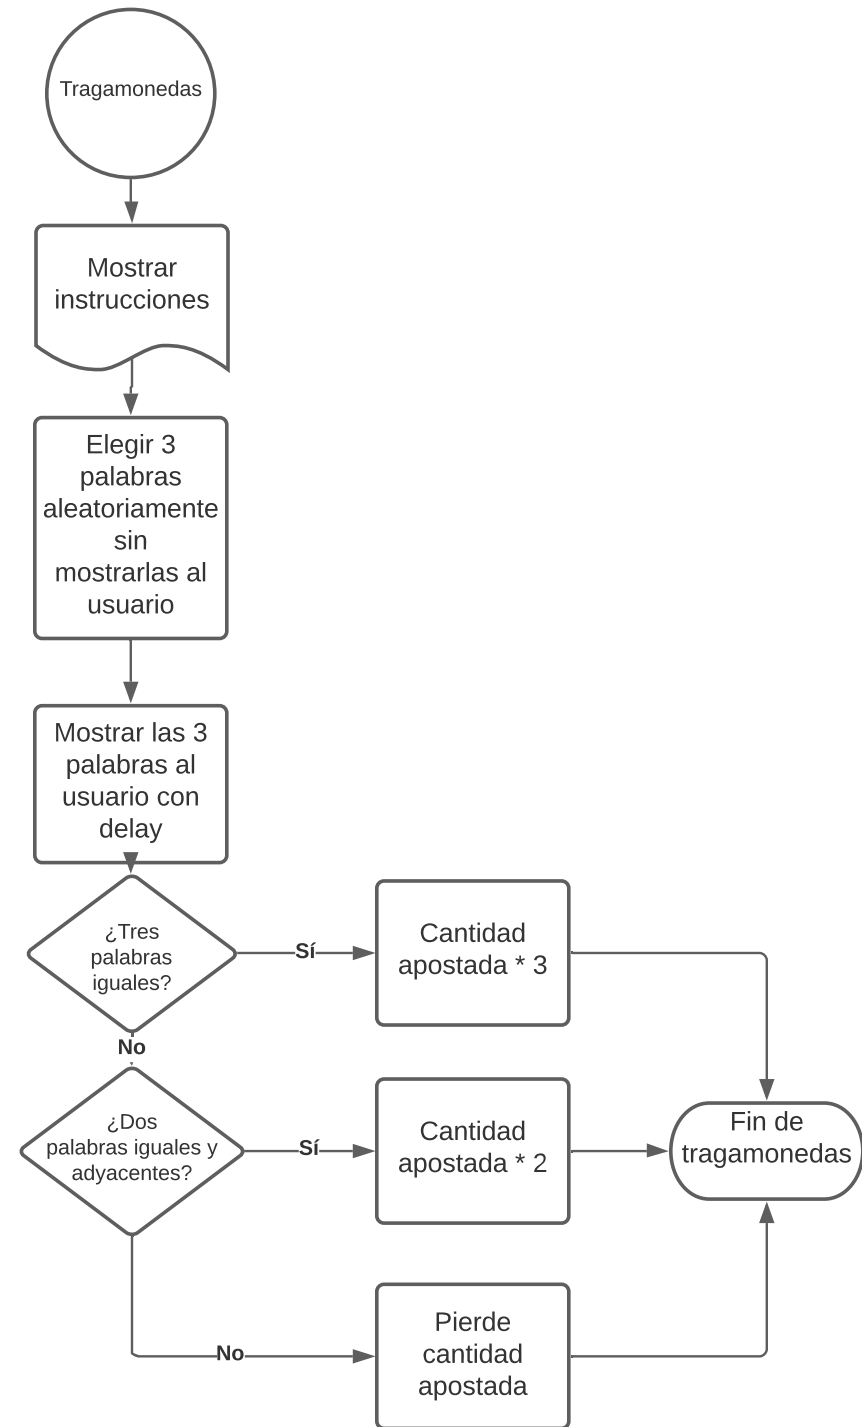 Tragamonedas
Mostrar
instrucciones
Elegir 3
palabras
aleatoriamente
sin
mostrarlas al
usuario
Mostrar las 3
palabras al
usuario con
delay
¿Tres
palabras
iguales?
Sí
Cantidad
apostada * 3
No
¿Dos
palabras iguales y
adyacentes?
Sí
Cantidad
apostada * 2
Fin de
tragamonedas
No
Pierde
cantidad
apostada